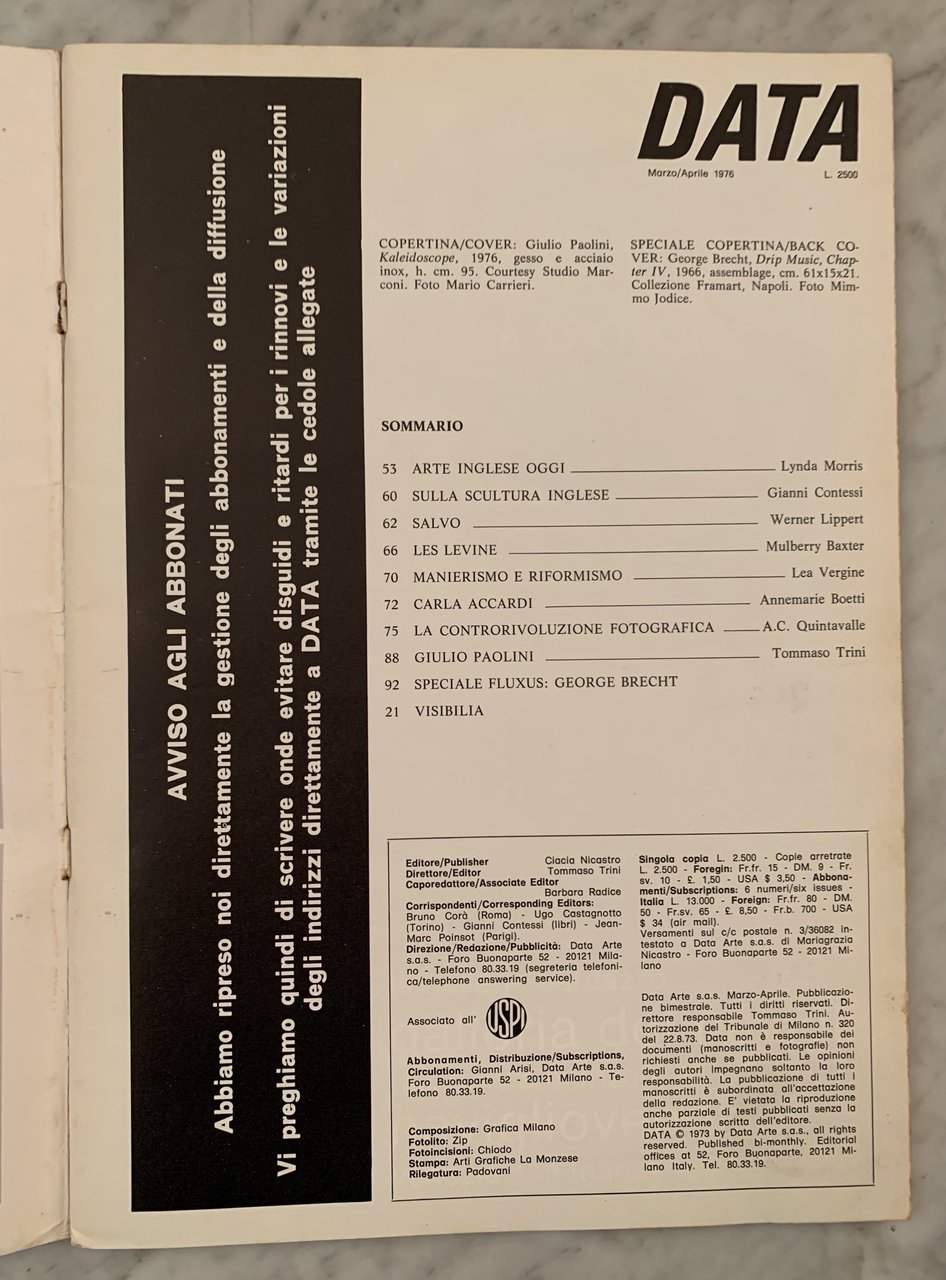 AVVISO AGLI ABBONATI
Abbiamo ripreso noi direttamente la gestione degli abbonamenti e della diffusione
Vi preghiamo quindi di scrivere onde evitare disguidi e ritardi per i rinnovi e le variazioni
degli indirizzi direttamente a DATA tramite le cedole allegate
DATA
Marzo/Aprile 1976 L. 2500
COPERTINA/COVER: Giulio Paolini,
Kaleidoscope, 1976, gesso e acciaio
inox, h. cm. 95. Courtesy Studio Mar-
coni. Foto Mario Carrieri.
SPECIALE COPERTINA/BACK CO-
VER: George Brecht, Drip Music, Chap-
ter IV, 1966, assemblage, cm. 61x15x21.
Collezione Framart, Napoli. Foto Mim-
mo Jodice.
SOMMARIO
53 ARTE INGLESE OGGI Lynda Morris
60 SULLA SCULTURA INGLESE Gianni Contessi
62 SALVO Werner Lippert
66 LES LEVINE Mulberry Baxter
70 MANIERISMO E RIFORMISMO Lea Vergine
72 CARLA ACCARDI Annemarie Boetti
75 LA CONTRORIVOLUZIONE FOTOGRAFICA A.C. Quintavalle
88 GIULIO PAOLINI Tommaso Trini
92 SPECIALE FLUXUS: GEORGE BRECHT
21 VISIBILIA
Editore/Publisher Ciacia Nicastro
Direttore/Editor Tommaso Trini
Caporedattore/Associate Editor
Barbara Radice
Corrispondenti/Corresponding Editors:
Bruno Corà (Roma) - Ugo Castagnotto
(Torino) - Gianni Contessi (libri) - Jean-
Marc Poinsot (Parigi).
Direzione/Redazione/Pubblicità: Data Arte
s.a.s. - Foro Buonaparte 52 - 20121 Mila-
no - Telefono 80.33.19 (segreteria telefoni-
ca/telephone answering service).
Associato all' USPI
Abbonamenti, Distribuzione/Subscriptions,
Circulation: Gianni Arisi, Data Arte s.a.s.
Foro Buonaparte 52 - 20121 Milano - Te-
lefono 80.33.19.
Composizione: Grafica Milano
Fotolito: Zip
Fotoincisioni: Chiodo
Stampa: Arti Grafiche La Monzese
Rilegatura: Padovani
Singola copia L. 2.500 - Copie arretrate
L. 2.500 - Foregin: Fr.fr. 15 - DM. 9 - Fr.
sv. 10 - £. 1,50 - USA $ 3,50 - Abbona-
menti/Subscriptions: 6 numeri/six issues -
Italia L. 13.000 - Foreign: Fr.fr. 80 - DM.
50 - Fr.sv. 65 - £. 8,50 - Fr.b. 700 - USA
$ 34 (air mail).
Versamenti sul c/c postale n. 3/36082 in-
testato a Data Arte s.a.s. di Mariagrazia
Nicastro - Foro Buonaparte 52 - 20121 Mi-
lano
Data Arte s.a.s. Marzo-Aprile. Pubblicazio-
ne bimestrale. Tutti i diritti riservati. Di-
rettore responsabile Tommaso Trini. Au-
torizzazione del Tribunale di Milano n. 320
del 22.8.73. Data non è responsabile dei
documenti (manoscritti e fotografie) non
richiesti anche se pubblicati. Le opinioni
degli autori impegnano soltanto la loro
responsabilità. La pubblicazione di tutti i
manoscritti è subordinata all'accettazione
della redazione. E' vietata la riproduzione
anche parziale di testi pubblicati senza la
autorizzazione scritta dell'editore.
DATA © 1973 by Data Arte s.a.s., all rights
reserved. Published bi-monthly. Editorial
offices at 52, Foro Buonaparte, 20121 Mi-
lano Italy. Tel. 80.33.19.